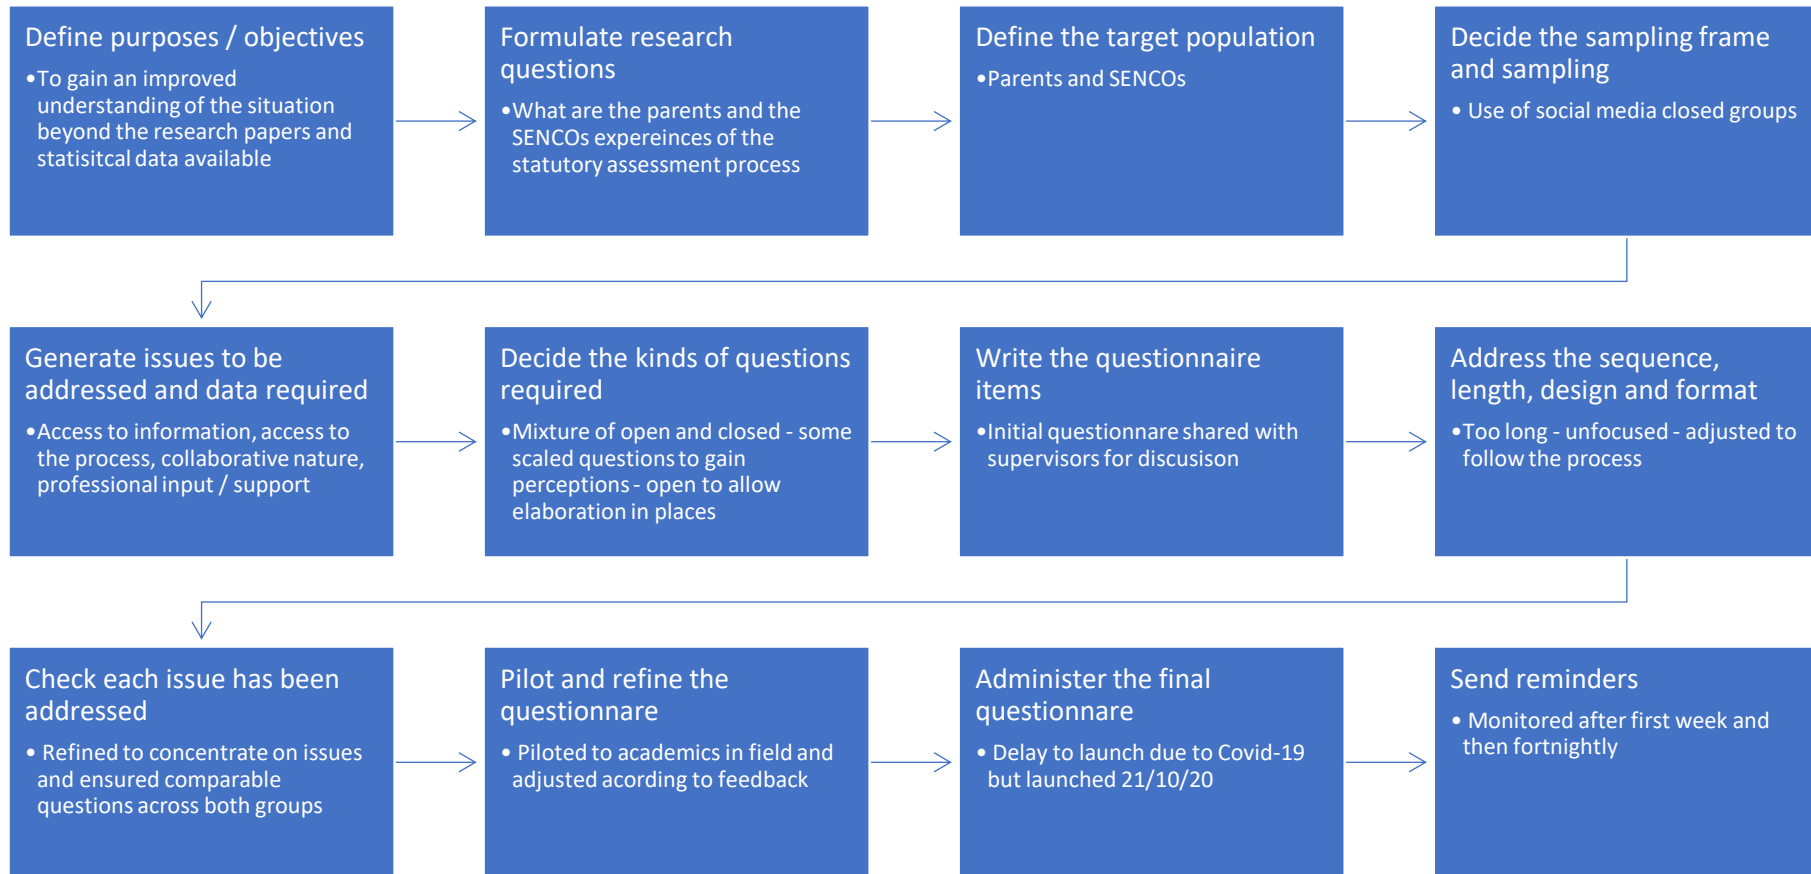 Define purposes / objectives
•To gain an improved
understanding of the situation
beyond the research papers and
statisitcal data available
Formulate research
questions
•What are the parents and the
SENCOs expereinces of the
statutory assessment process
Define the target population
•Parents and SENCOs
Decide the sampling frame
and sampling
• Use of social media closed groups
Generate issues to be
addressed and data required
•Access to information, access to
the process, collaborative nature,
professional input / support
Decide the kinds of questions
required
•Mixture of open and closed - some
scaled questions to gain
perceptions - open to allow
elaboration in places
Write the questionnaire
items
•Initial questionnare shared with
supervisors for discusison
Address the sequence,
length, design and format
•Too long - unfocused - adjusted to
follow the process
Check each issue has been
addressed
• Refined to concentrate on issues
and ensured comparable
questions across both groups
Pilot and refine the
questionnare
• Piloted to academics in field and
adjusted acording to feedback
Administer the final
questionnare
• Delay to launch due to Covid-19
but launched 21/10/20
Send reminders
• Monitored after first week and
then fortnightly